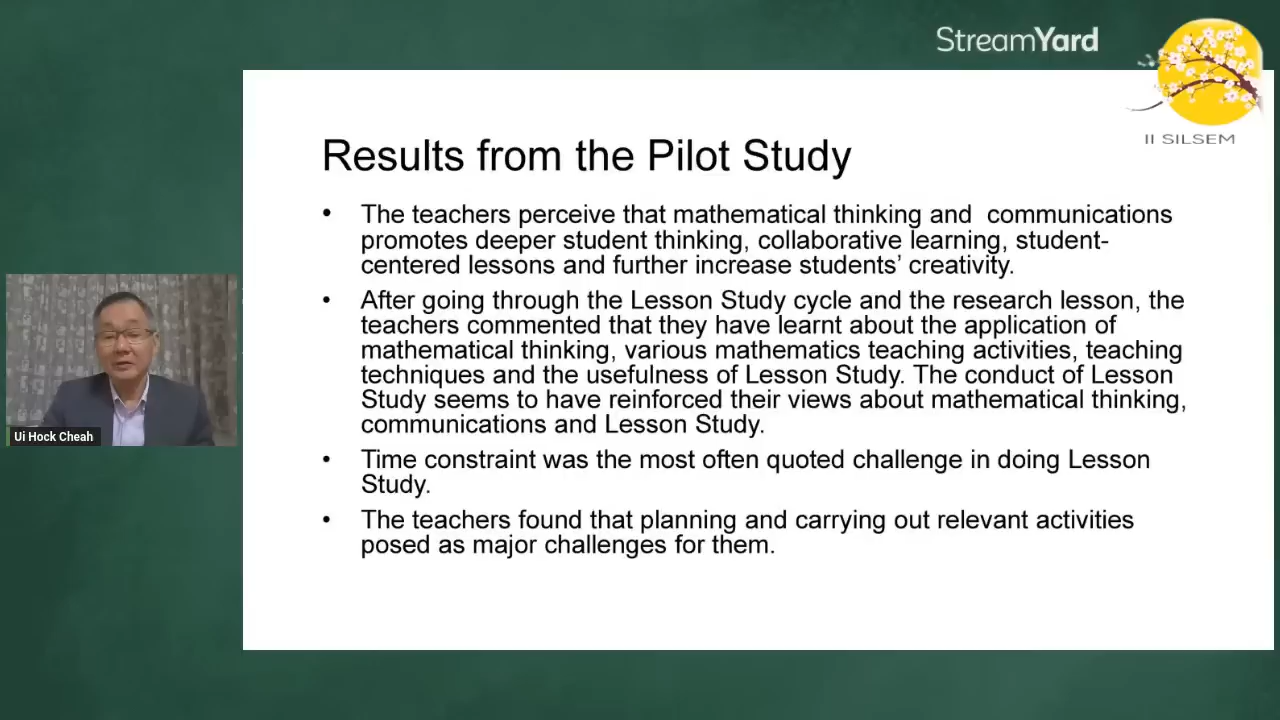 StreamYard
II SILSEM
Results from the Pilot Study
• The teachers perceive that mathematical thinking and  communications
promotes deeper student thinking, collaborative learning, student-
centered lessons and further increase students’ creativity.
• After going through the Lesson Study cycle and the research lesson, the
teachers commented that they have learnt about the application of
mathematical thinking, various mathematics teaching activities, teaching
techniques and the usefulness of Lesson Study. The conduct of Lesson
Study seems to have reinforced their views about mathematical thinking,
communications and Lesson Study.
• Time constraint was the most often quoted challenge in doing Lesson
Study.
• The teachers found that planning and carrying out relevant activities
posed as major challenges for them.
Ui Hock Cheah